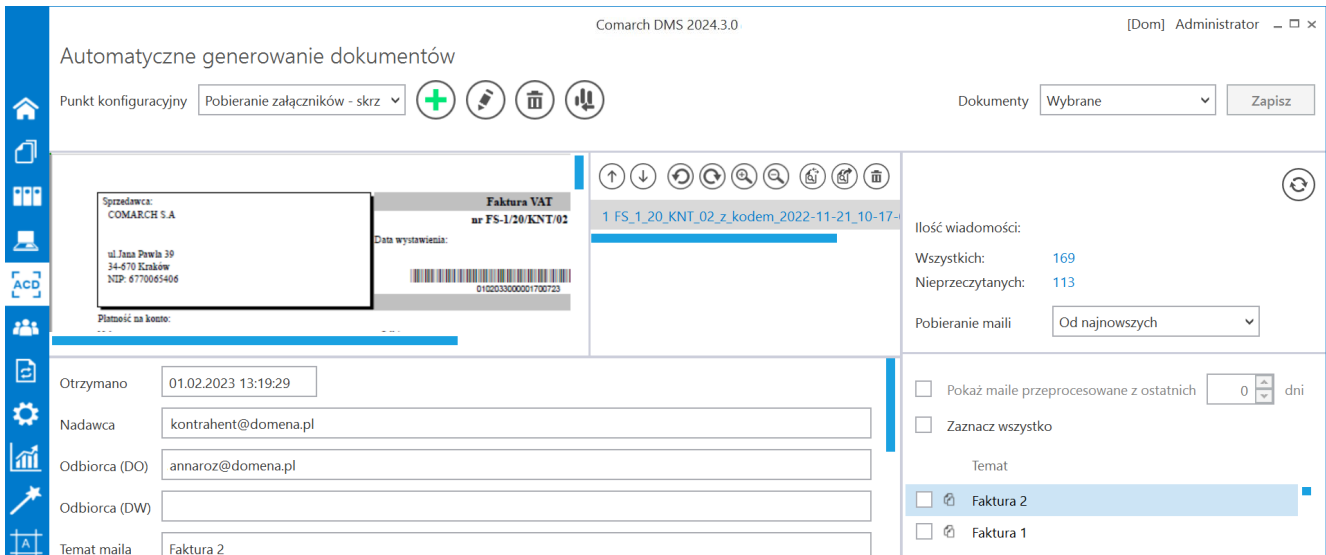 Comarch DMS 2024.3.0
[Dom] Administrator
Automatyczne generowanie dokumentów
Punkt konfiguracyjny Pobieranie załączników - skrz
Dokumenty Wybrane Zapisz
Sprzedawca:
COMARCH S.A
ul.Jana Pawła 39
34-670 Kraków
NIP: 6770065406
Płatność na konto:
Faktura VAT
nr FS-1/20/KNT/02
Data wystawienia:
0102033000001700723
1 FS_1_20_KNT_02_z_kodem_2022-11-21_10-17-
Ilość wiadomości:
Wszystkich: 169
Nieprzeczytanych: 113
Pobieranie maili Od najnowszych
ACD
Otrzymano 01.02.2023 13:19:29
Nadawca kontrahent@domena.pl
Odbiorca (DO) annaroz@domena.pl
Odbiorca (DW)
Temat maila Faktura 2
Pokaż maile przeprocesowane z ostatnich 0 dni
Zaznacz wszystko
Temat
Faktura 2
Faktura 1
A